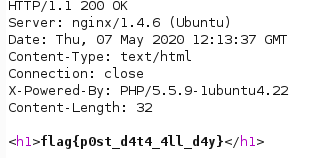 HTTP/1.1 200 OK
Server: nginx/1.4.6 (Ubuntu)
Date: Thu, 07 May 2020 12:13:37 GMT
Content-Type: text/html
Connection: close
X-Powered-By: PHP/5.5.9-1ubuntu4.22
Content-Length: 32

<h1>flag{p0st_d4t4_4ll_d4y}</h1>